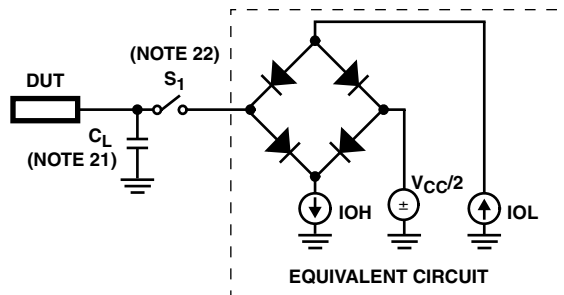 (NOTE 22)
DUT
S1
CL
(NOTE 21)
VCC/2
±
IOH
IOL
EQUIVALENT CIRCUIT